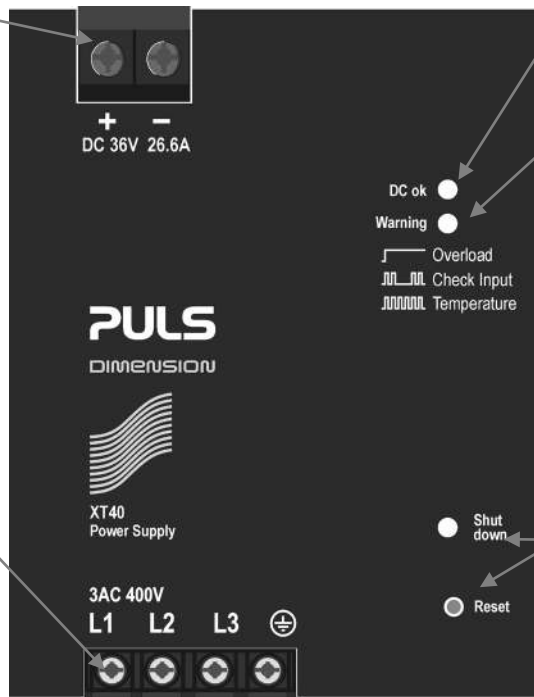 + −
DC 36V 26.6A
DC ok
Warning
Overload
Check Input
Temperature
PULS
DIMENSION
XT40
Power Supply
Shut
down
Reset
3AC 400V
L1 L2 L3